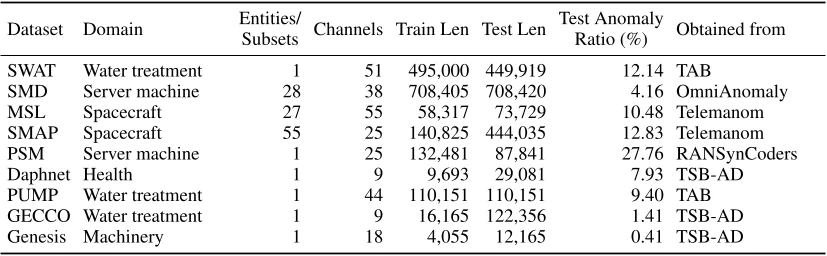 Dataset Domain Entities/ Subsets Channels Train Len Test Len Test Anomaly Ratio (%) Obtained from
SWAT Water treatment 1 51 495,000 449,919 12.14 TAB
SMD Server machine 28 38 708,405 708,420 4.16 OmniAnomaly
MSL Spacecraft 27 55 58,317 73,729 10.48 Telemanom
SMAP Spacecraft 55 25 140,825 444,035 12.83 Telemanom
PSM Server machine 1 25 132,481 87,841 27.76 RANSynCoders
Daphnet Health 1 9 9,693 29,081 7.93 TSB-AD
PUMP Water treatment 1 44 110,151 110,151 9.40 TAB
GECCO Water treatment 1 9 16,165 122,356 1.41 TSB-AD
Genesis Machinery 1 18 4,055 12,165 0.41 TSB-AD